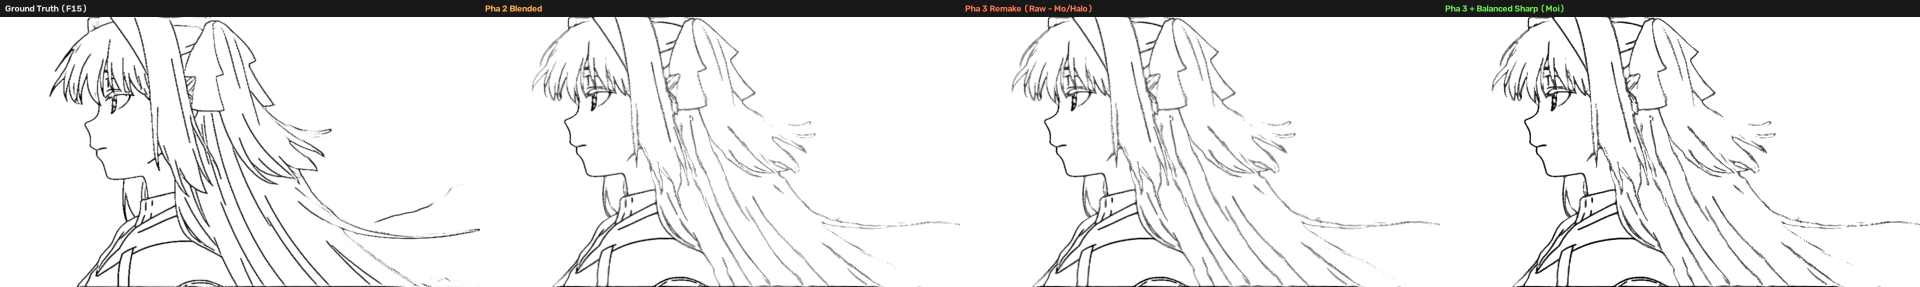 Ground Truth (F15)
Pha 2 Blended
Pha 3 Remake (Raw - Mo/Halo)
Pha 3 + Balanced Sharp (Moi)